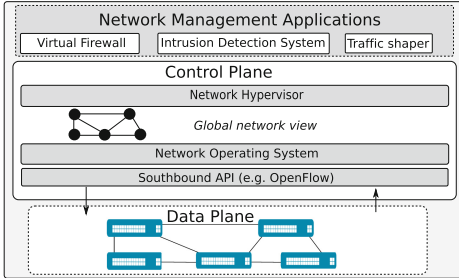 Network Management Applications
Virtual Firewall
Intrusion Detection System
Traffic shaper
Control Plane
Network Hypervisor
Global network view
Network Operating System
Southbound API (e.g. OpenFlow)
Data Plane